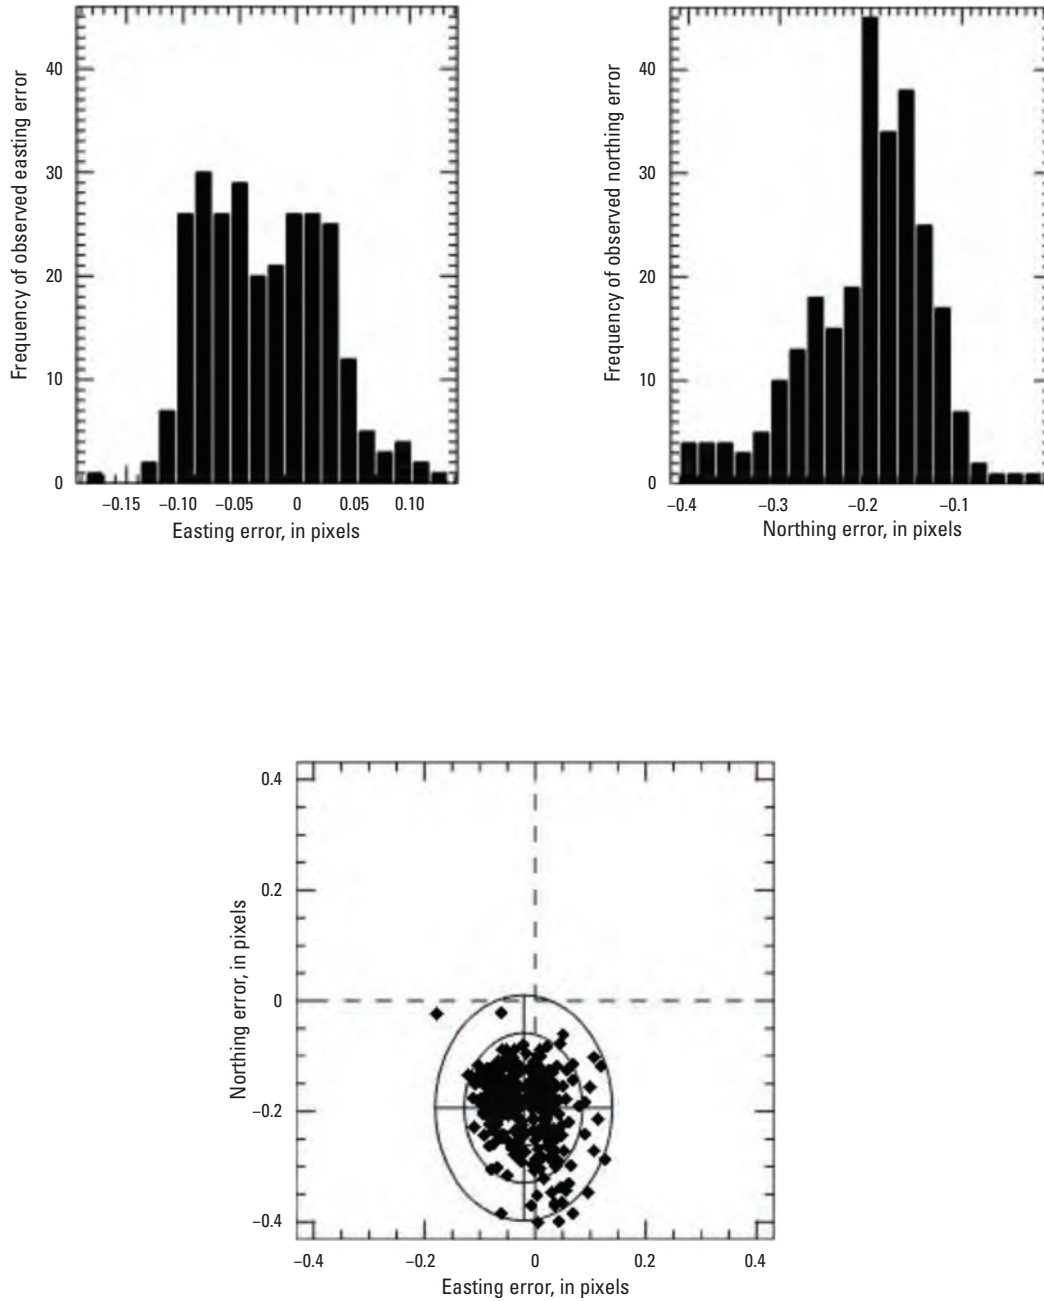 Frequency of observed easting error
40
30
20
10
0
−0.15 −0.10 −0.05 0 0.05 0.10
Easting error, in pixels
Frequency of observed northing error
40
30
20
10
0
−0.4 −0.3 −0.2 −0.1
Northing error, in pixels
Northing error, in pixels
0.4
0.2
0
−0.2
−0.4
−0.4 −0.2 0 0.2 0.4
Easting error, in pixels